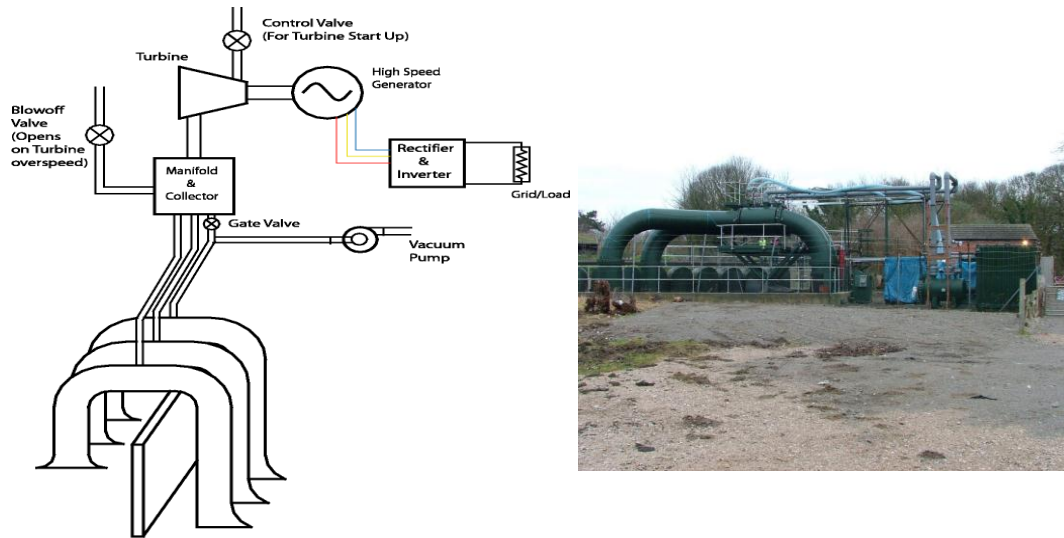 Control Valve
(For Turbine Start Up)
Turbine
High Speed
Generator
Blowoff
Valve
(Opens
on Turbine
overspeed)
Rectifier
&
Inverter
Manifold
&
Collector
Grid/Load
Gate Valve
Vacuum
Pump